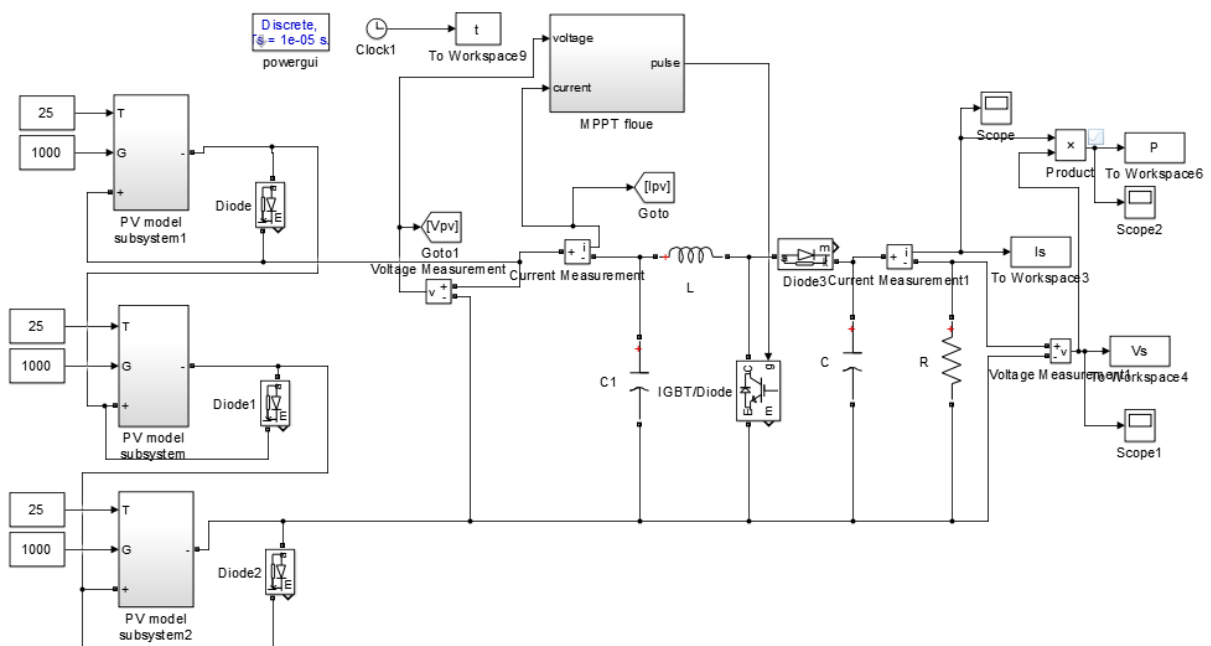 Discrete,
Ts = 1e-05 s.
powergui
Clock1
t
To Workspace9
voltage
current
pulse
MPPT floue
25
1000
T
G
+
-
PV model
subsystem1
Diode
m
[Vpv]
Goto1
Voltage Measurement
v
+
-
[Ipv]
Goto
+
-
i
Current Measurement
L
C1
IGBT/Diode
g
C
E
m
Diode3
m
a
k
+
-
i
Current Measurement1
C
R
Scope
×
Product
P
To Workspace6
Scope2
Is
To Workspace3
+
-
v
Voltage Measurement1
Vs
To Workspace4
Scope1
25
1000
T
G
+
-
PV model
subsystem
Diode1
m
25
1000
T
G
+
-
PV model
subsystem2
Diode2
m